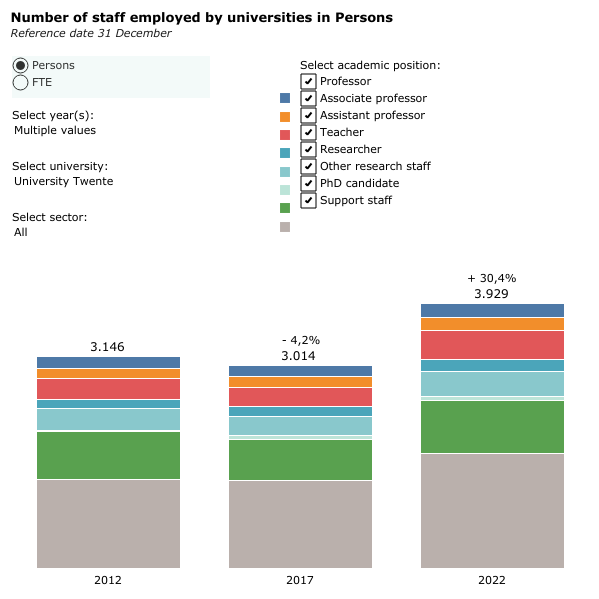 Number of staff employed by universities in Persons
Reference date 31 December
Persons
FTE
Select year(s):
Multiple values
Select university:
University Twente
Select sector:
All
Select academic position:
Professor
Associate professor
Assistant professor
Teacher
Researcher
Other research staff
PhD candidate
Support staff
3.146
- 4,2%
3.014
+ 30,4%
3.929
2012
2017
2022